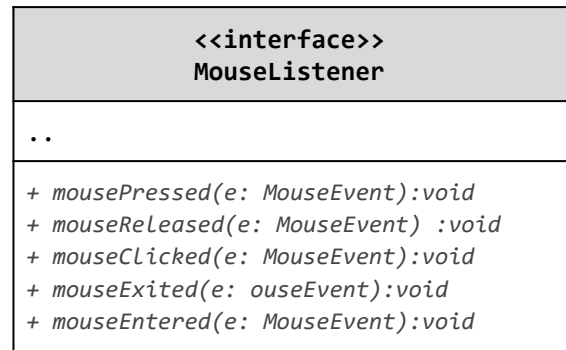 <<interface>>
MouseListener
..
+ mousePressed(e: MouseEvent):void
+ mouseReleased(e: MouseEvent) :void
+ mouseClicked(e: MouseEvent):void
+ mouseExited(e: ouseEvent):void
+ mouseEntered(e: MouseEvent):void